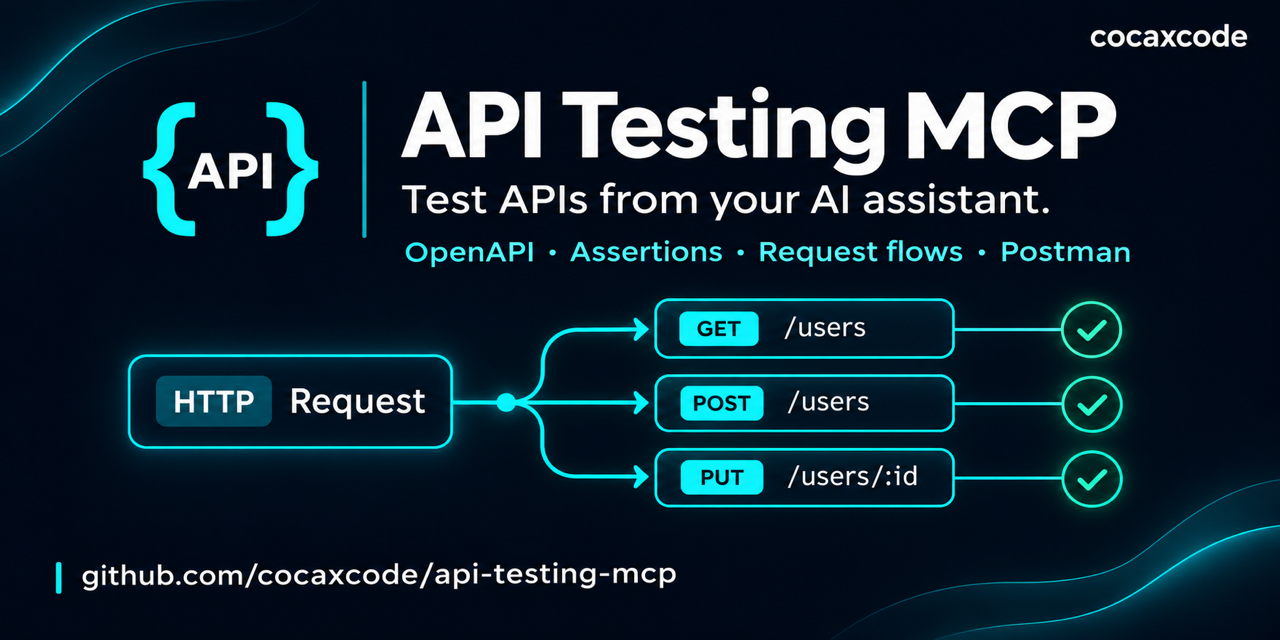 cocaxcode
{API}
API Testing MCP
Test APIs from your AI assistant.
OpenAPI • Assertions • Request flows • Postman
HTTP Request
GET /users
POST /users
PUT /users/:id
github.com/cocaxcode/api-testing-mcp